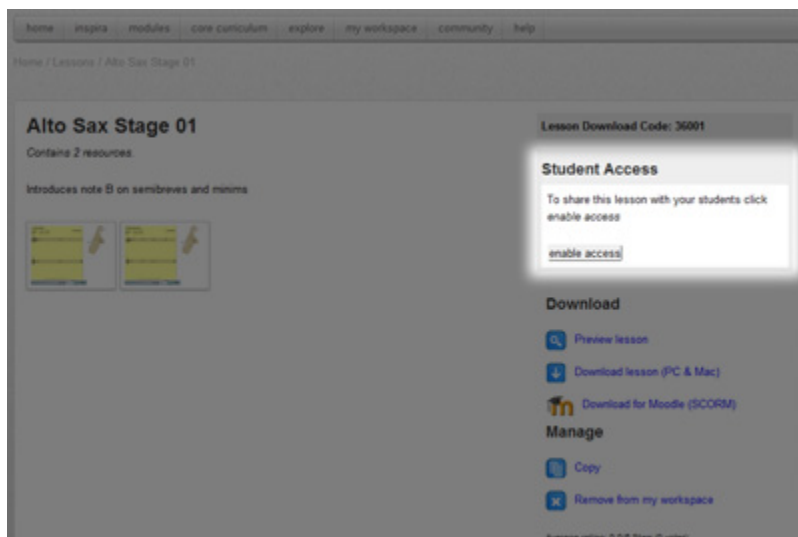 home inspira modules core curriculum explore my workspace community help
Home / Lessons / Alto Sax Stage 01
Alto Sax Stage 01
Contains 2 resources.
Introduces note B on semibreves and minims
Lesson Download Code: 36001
Student Access
To share this lesson with your students click
enable access
enable access
Download
Preview lesson
Download lesson (PC & Mac)
Download for Moodle (SCORM)
Manage
Copy
Remove from my workspace